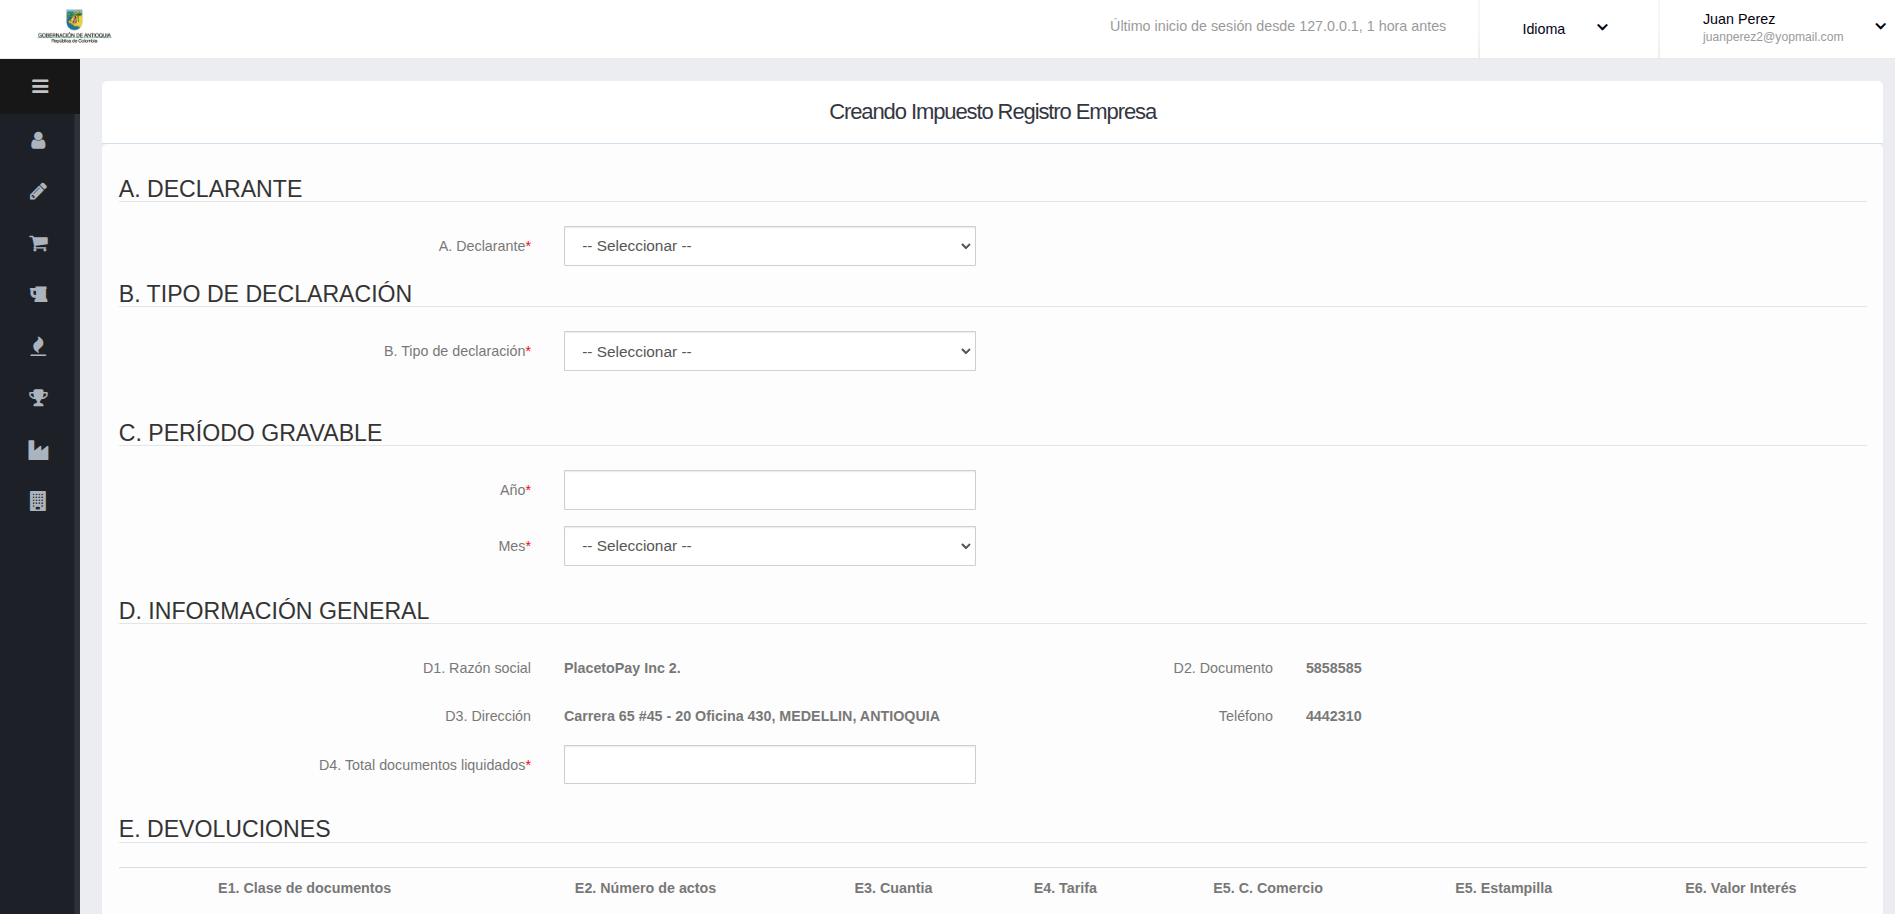 GOBERNACIÓN DE ANTIOQUIA
República de Colombia
Último inicio de sesión desde 127.0.0.1, 1 hora antes
Idioma
Juan Perez
juanperez2@yopmail.com
Creando Impuesto Registro Empresa
A. DECLARANTE
A. Declarante* -- Seleccionar --
B. TIPO DE DECLARACIÓN
B. Tipo de declaración* -- Seleccionar --
C. PERÍODO GRAVABLE
Año*
Mes* -- Seleccionar --
D. INFORMACIÓN GENERAL
D1. Razón social PlacetoPay Inc 2. D2. Documento 5858585
D3. Dirección Carrera 65 #45 - 20 Oficina 430, MEDELLIN, ANTIOQUIA Teléfono 4442310
D4. Total documentos liquidados*
E. DEVOLUCIONES
E1. Clase de documentos E2. Número de actos E3. Cuantia E4. Tarifa E5. C. Comercio E5. Estampilla E6. Valor Interés